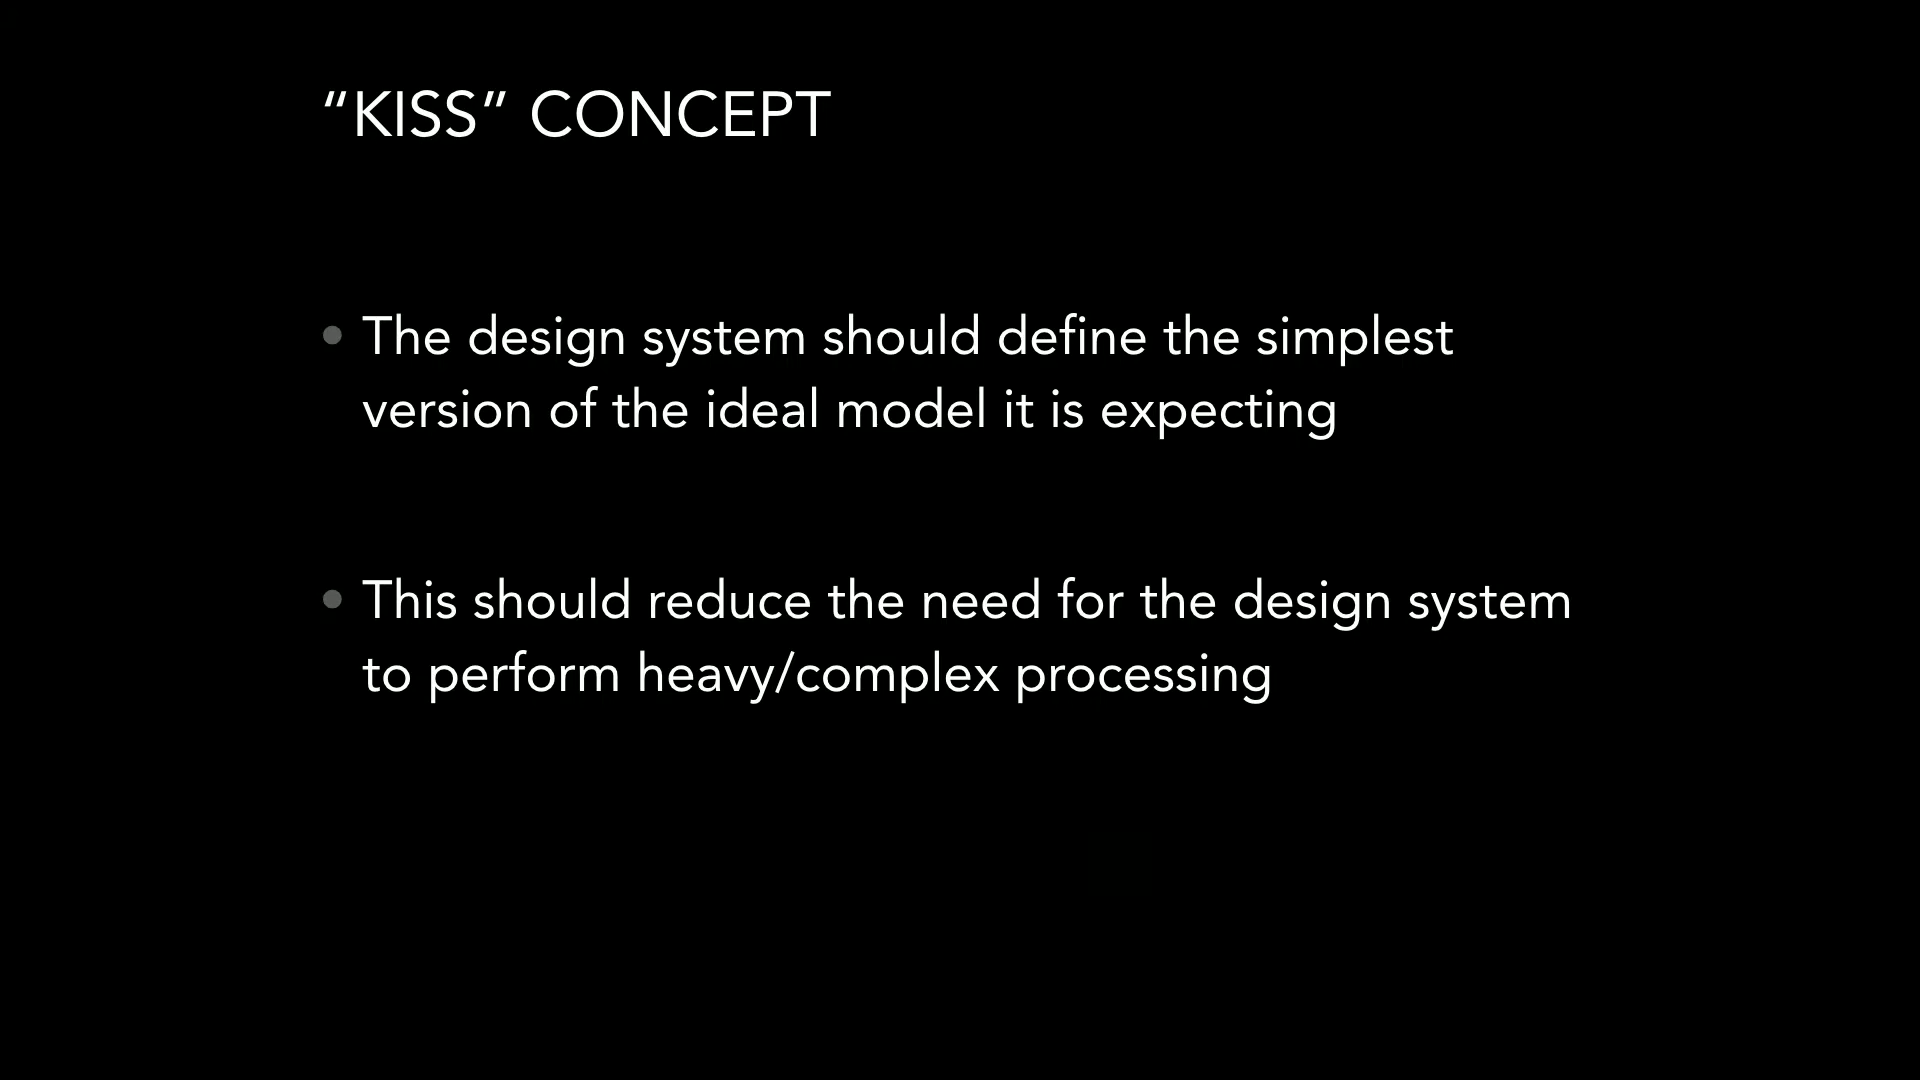 “KISS” CONCEPT
• The design system should define the simplest
version of the ideal model it is expecting
• This should reduce the need for the design system
to perform heavy/complex processing